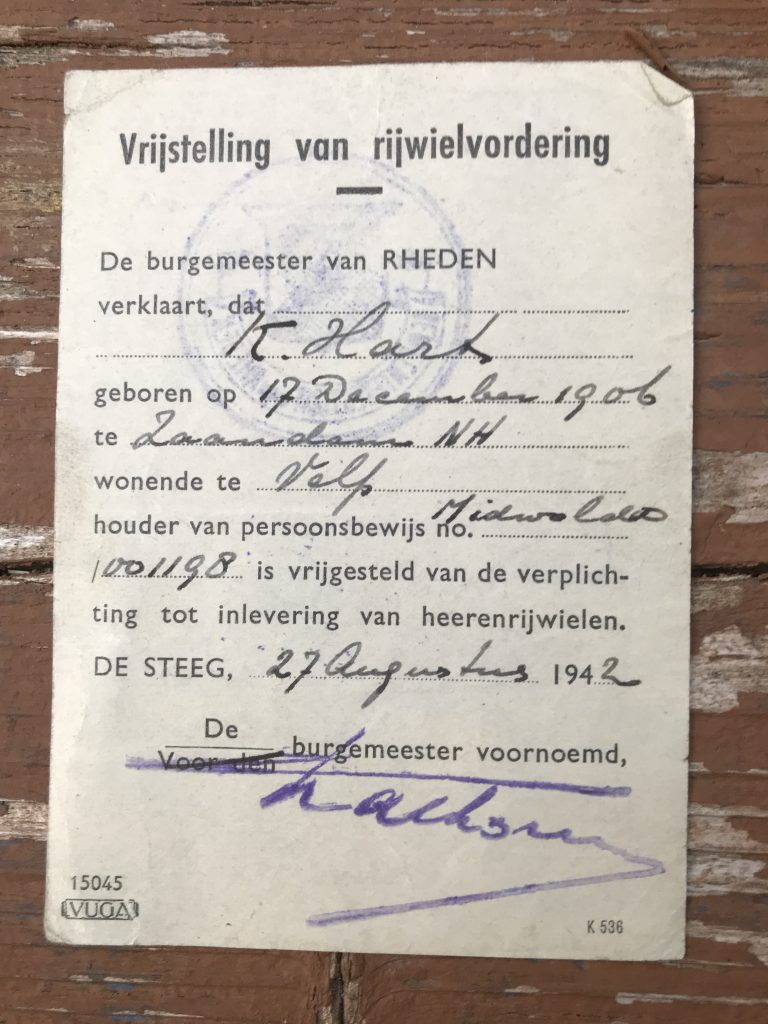 Vrijstelling van rijwielvordering
De burgemeester van RHEDEN
verklaart, dat
K. Hart
geboren op 17 December 1906
te Zaandam NH
wonende te Velp
houder van persoonsbewijs no. Midwolda
/001198 is vrijgesteld van de verplich-
ting tot inlevering van heerenrijwielen.
DE STEEG, 27 Augustus 1942
De
Voor den burgemeester voornoemd,
15045
VUGA
K 536